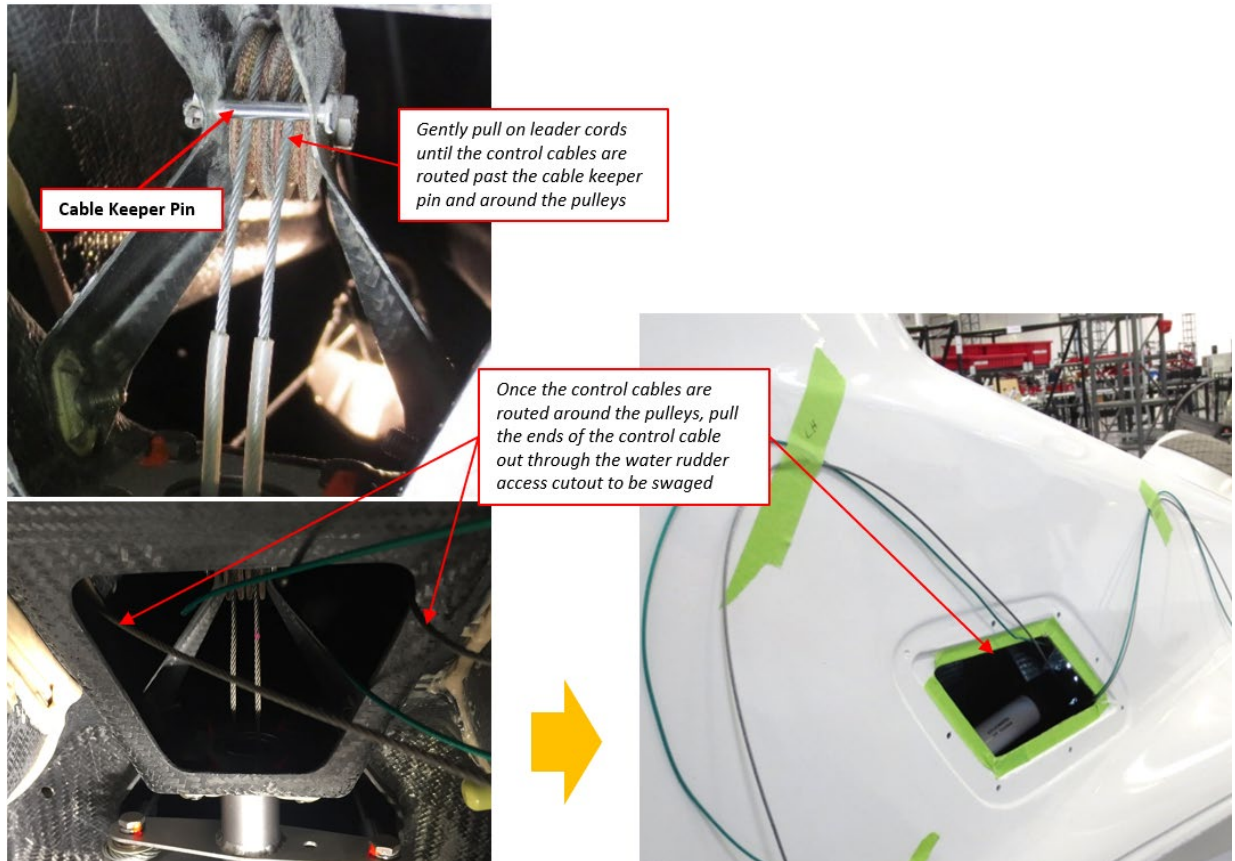 Gently pull on leader cords
until the control cables are
routed past the cable keeper
pin and around the pulleys
Cable Keeper Pin
Once the control cables are
routed around the pulleys, pull
the ends of the control cable
out through the water rudder
access cutout to be swaged
L.H